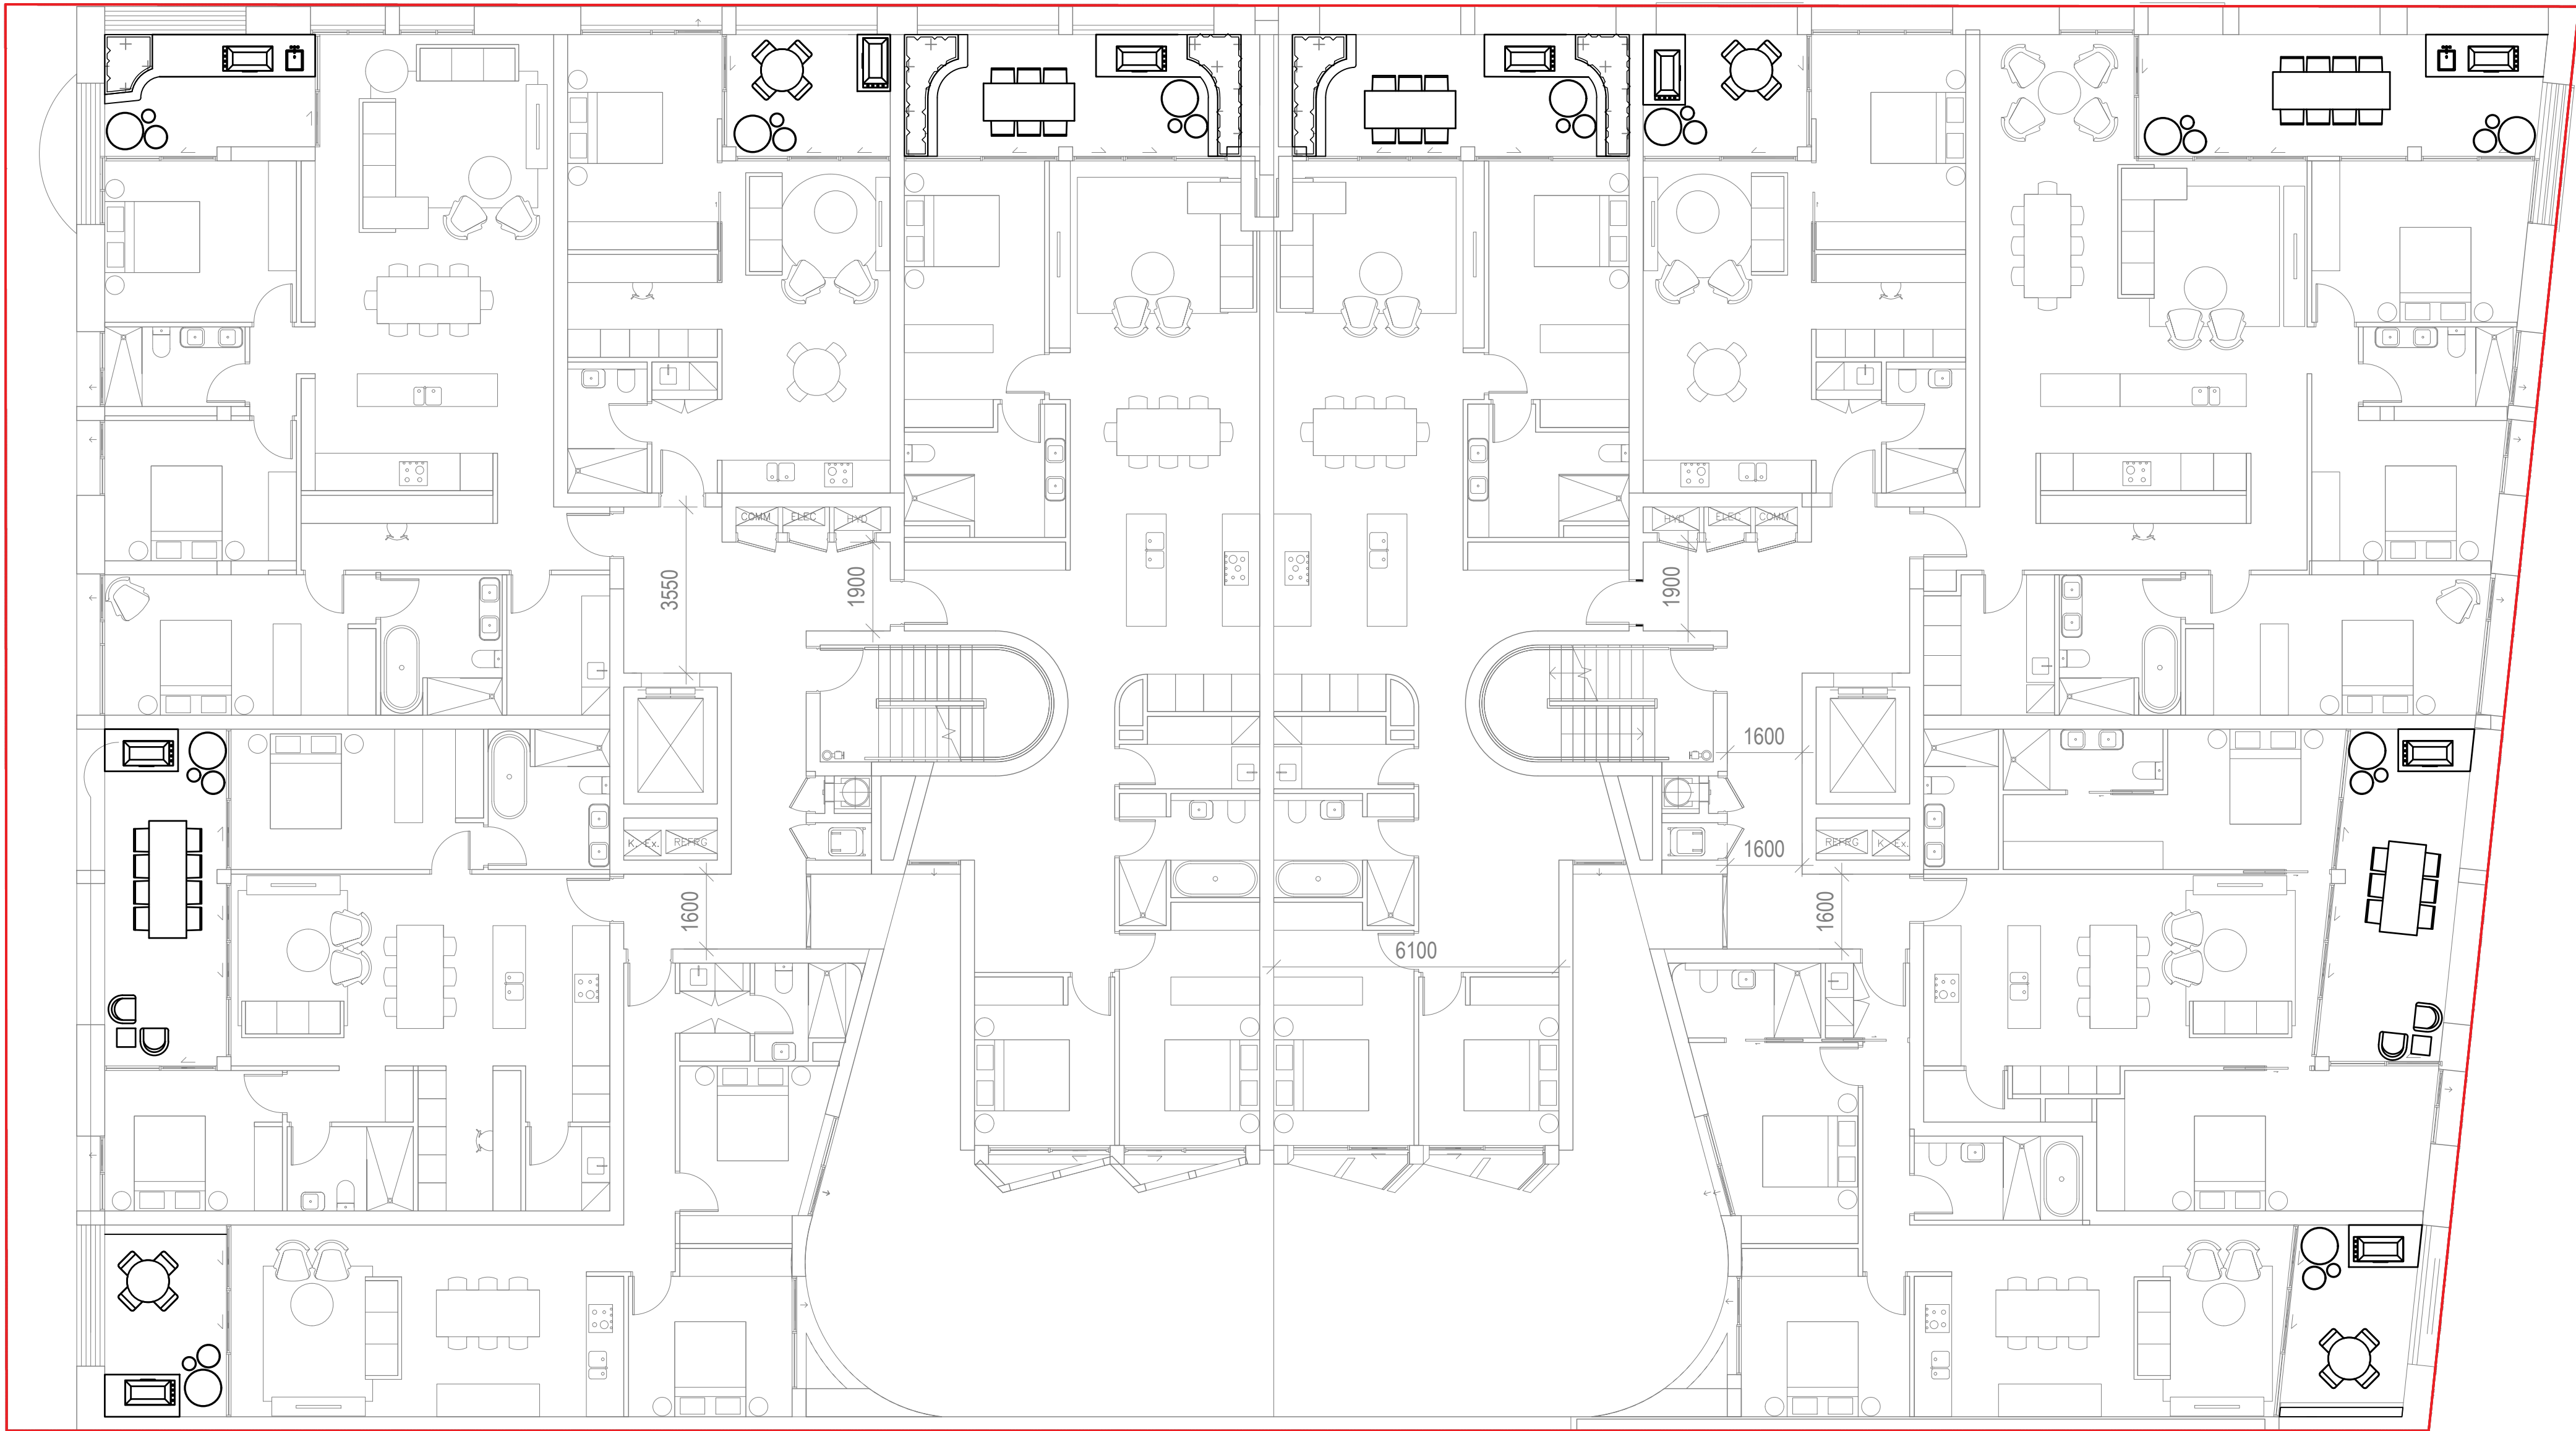 COMM ELEC HYD
HYD ELEC COMM
3550
1900
1900
1600
K. Ex. REFRG
REFRG K. Ex.
1600
1600
1600
6100